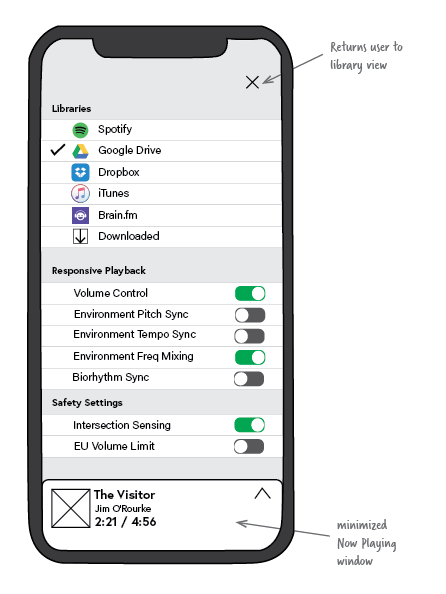 Returns user to
library view
Libraries
Spotify
Google Drive
Dropbox
iTunes
Brain.fm
Downloaded
Responsive Playback
Volume Control
Environment Pitch Sync
Environment Tempo Sync
Environment Freq Mixing
Biorhythm Sync
Safety Settings
Intersection Sensing
EU Volume Limit
The Visitor
Jim O'Rourke
2:21 / 4:56
minimized
Now Playing
window